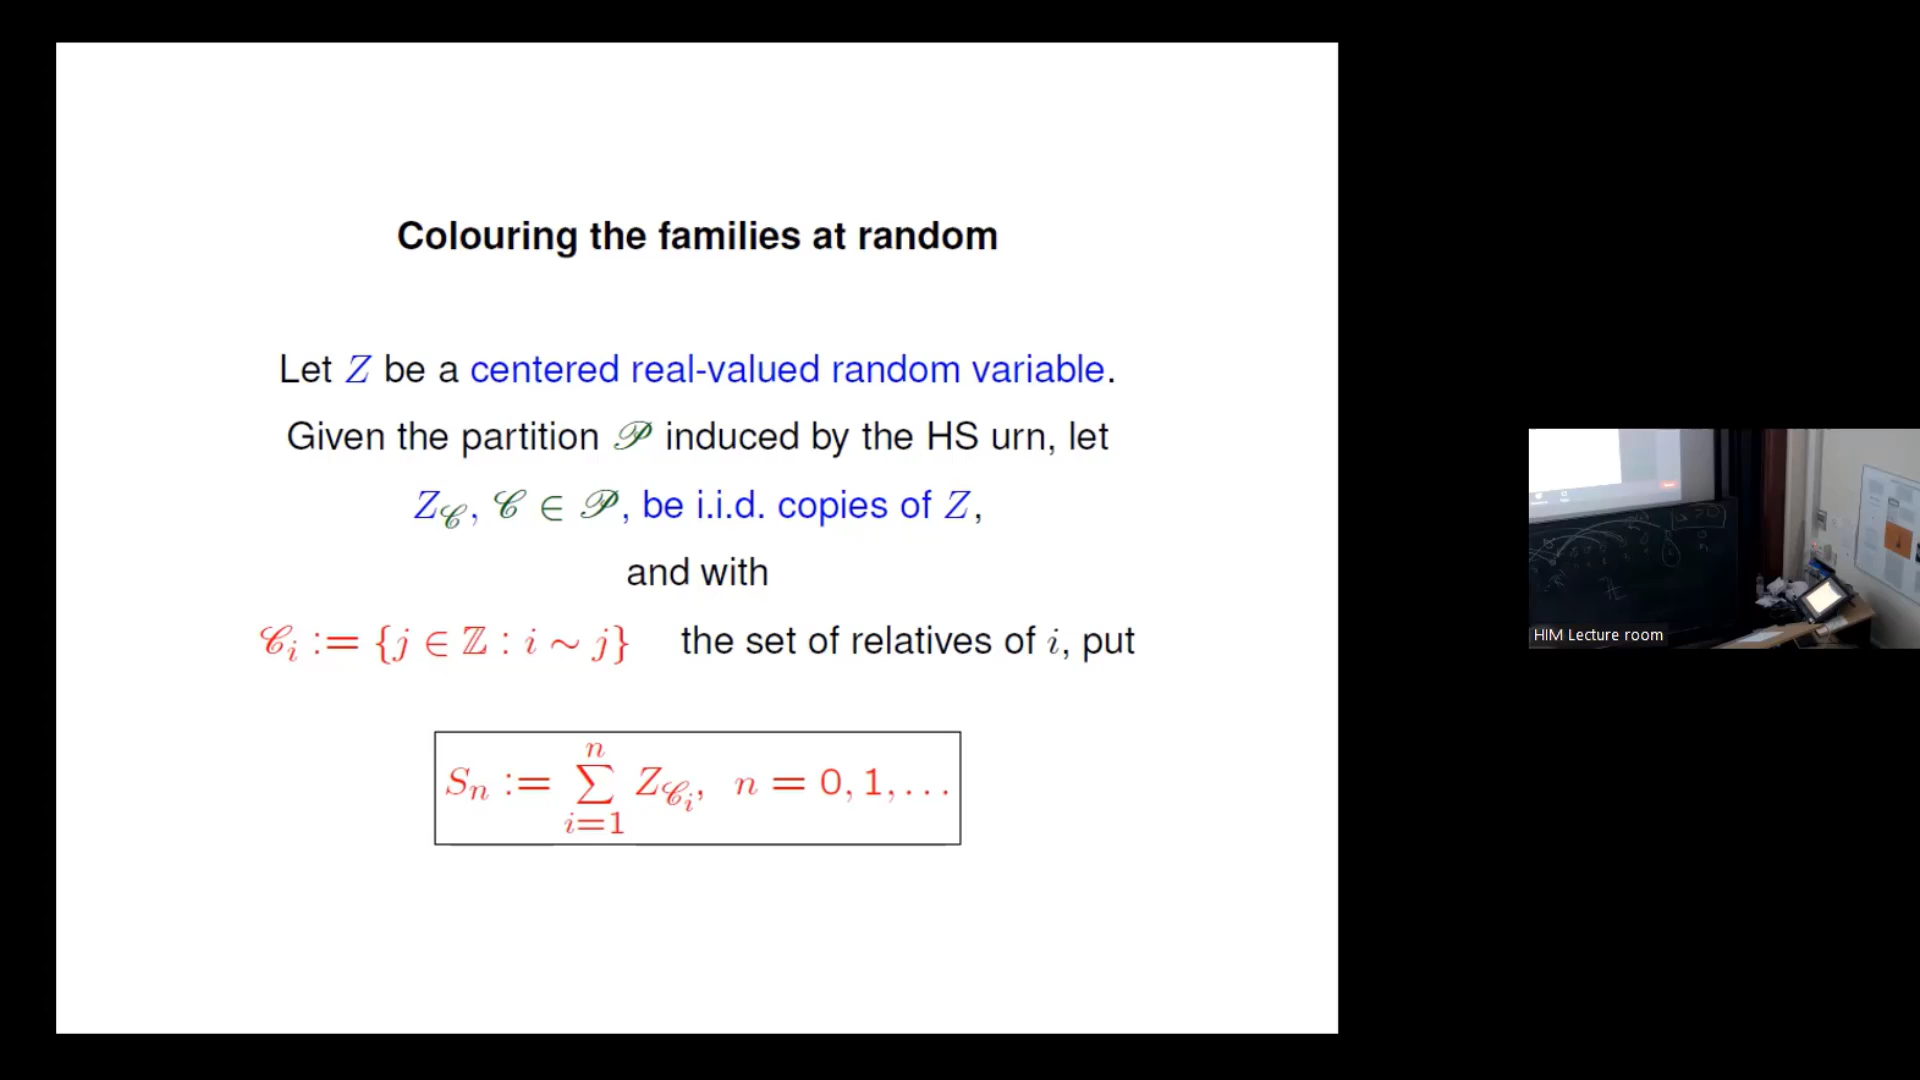 Colouring the families at random
Let Z be a centered real-valued random variable.
Given the partition 𝒫 induced by the HS urn, let
Z_𝒞, 𝒞 ∈ 𝒫, be i.i.d. copies of Z,
and with
𝒞_i := {j ∈ ℤ : i ∼ j} the set of relatives of i, put
S_n := ∑_{i=1}^{n} Z_{𝒞_i}, n = 0, 1, . . .
HIM Lecture room